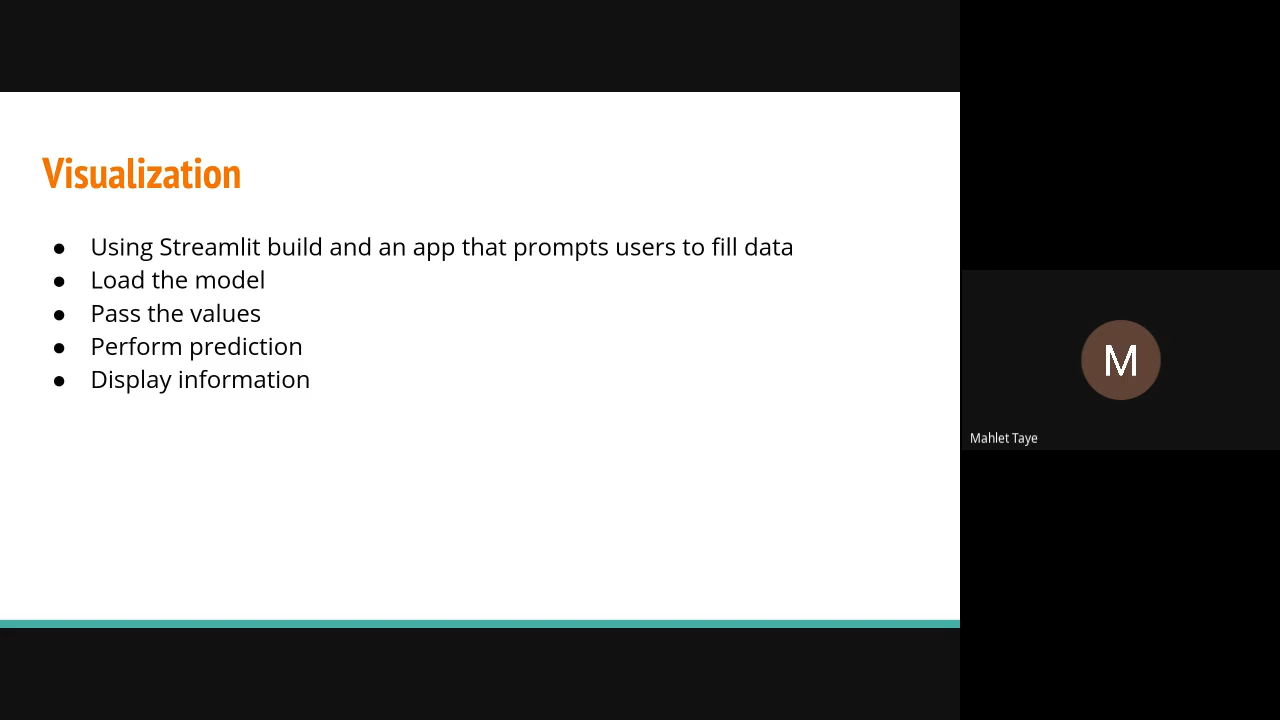 Visualization
● Using Streamlit build and an app that prompts users to fill data
● Load the model
● Pass the values
● Perform prediction
● Display information
M
Mahlet Taye